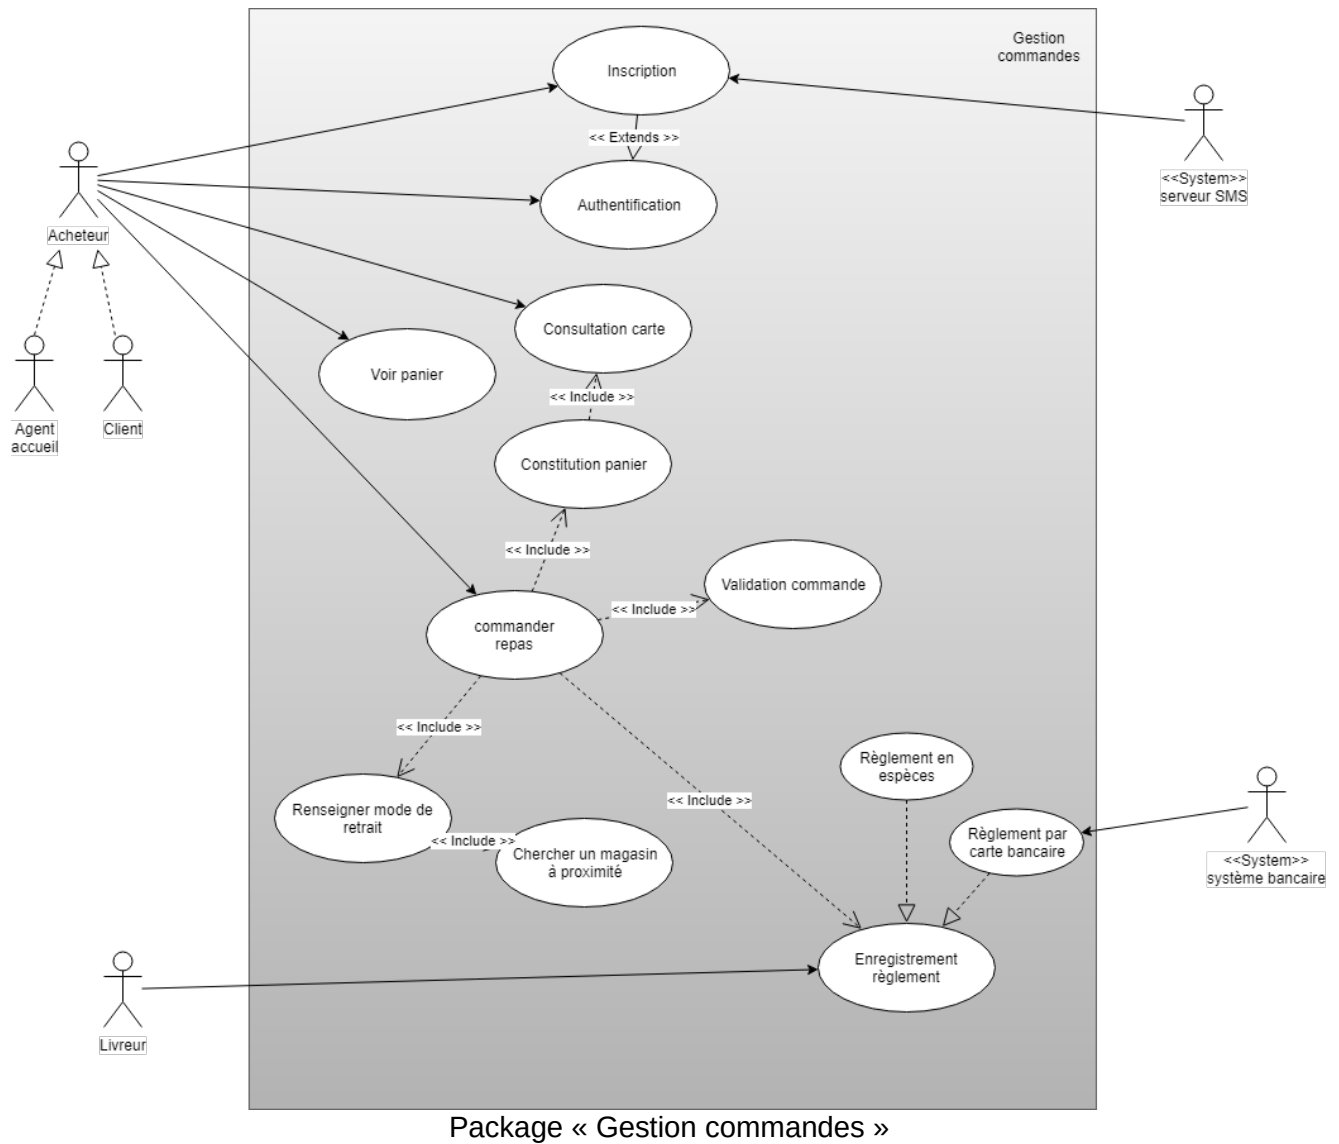 Gestion
commandes
Inscription
<< Extends >>
<<System>>
serveur SMS
Authentification
Acheteur
Consultation carte
Voir panier
<< Include >>
Agent
accueil
Client
Constitution panier
<< Include >>
Validation commande
<< Include >>
commander
repas
<< Include >>
Règlement en
espèces
<< Include >>
Renseigner mode de
retrait
<< Include >>
Chercher un magasin
à proximité
Règlement par
carte bancaire
<<System>>
système bancaire
Enregistrement
règlement
Livreur
Package « Gestion commandes »